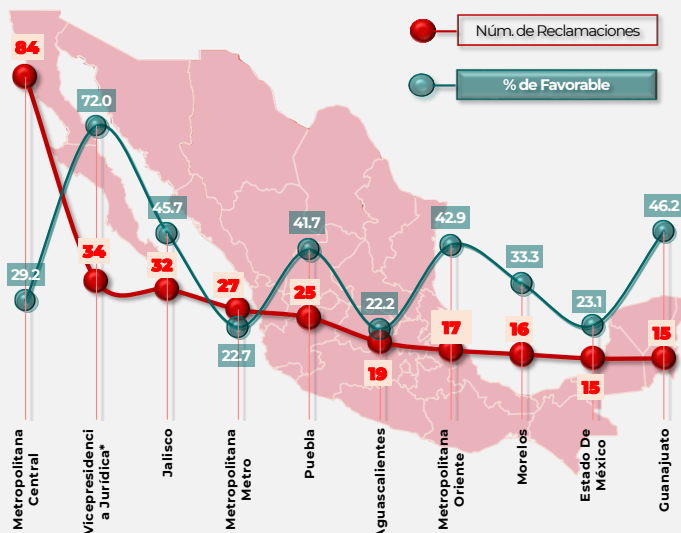 Núm. de Reclamaciones
% de Favorable
84
72.0
45.7
46.2
42.9
41.7
34
32
33.3
29.2
27
25
22.2
23.1
22.7
19
17
16
15
15
Metropolitana
Central
Vicepresidenci
a Jurídica*
Jalisco
Metropolitana
Metro
Puebla
Aguascalientes
Metropolitana
Oriente
Morelos
Estado De
México
Guanajuato